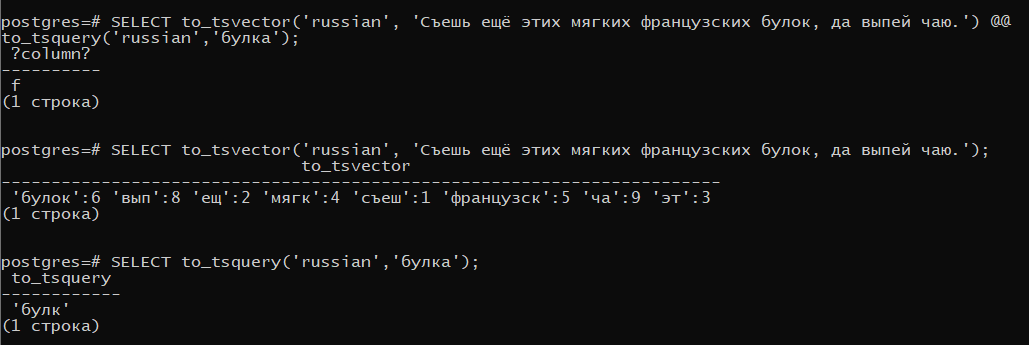 postgres=# SELECT to_tsvector('russian', 'Съешь ещё этих мягких французских булок, да выпей чаю.') @@
to_tsquery('russian','булка');
?column?
----------
f
(1 строка)
postgres=# SELECT to_tsvector('russian', 'Съешь ещё этих мягких французских булок, да выпей чаю.');
to_tsvector
------------------------------------------------------------------------
'булок':6 'вып':8 'ещ':2 'мягк':4 'съеш':1 'французск':5 'ча':9 'эт':3
(1 строка)
postgres=# SELECT to_tsquery('russian','булка');
to_tsquery
------------
'булк'
(1 строка)